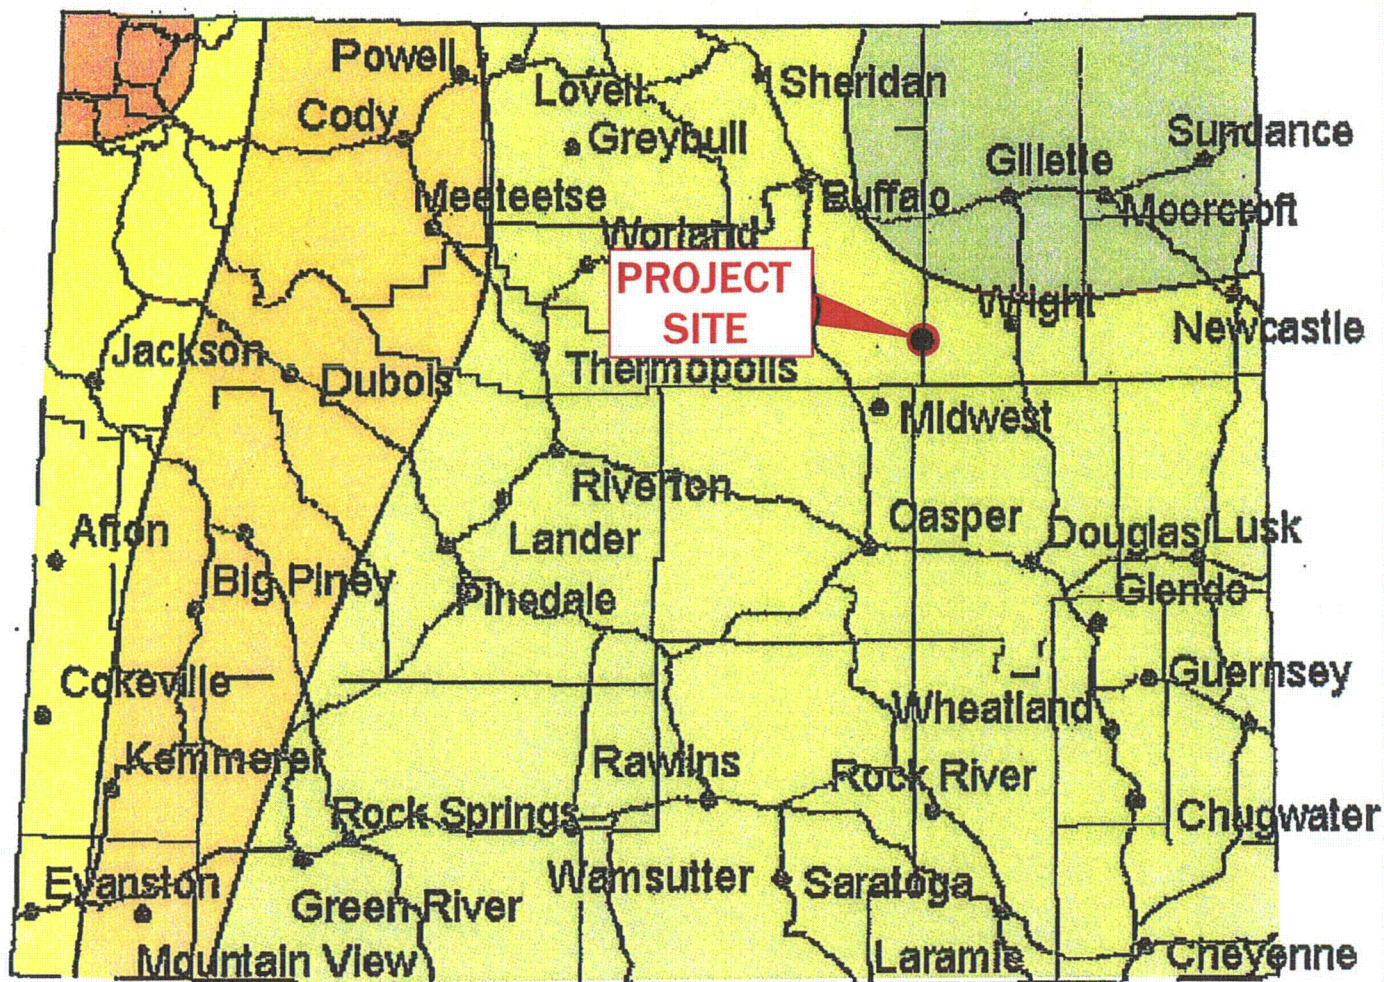 Powell
Lovell
Sheridan
Cody
Greybull
Sundance
Gillette
Meeteetse
Buffalo
Moorcroft
Worland
PROJECT
SITE
Wright
Newcastle
Jackson
Dubois
Thermopolis
Midwest
Riverton
Casper
Afton
Lander
Douglas
Lusk
Big Piney
Pinedale
Glendo
Cokeville
Guernsey
Wheatland
Kemmerer
Rawlins
Rock River
Rock Springs
Chugwater
Evanston
Wamsutter
Saratoga
Green River
Mountain View
Laramie
Cheyenne